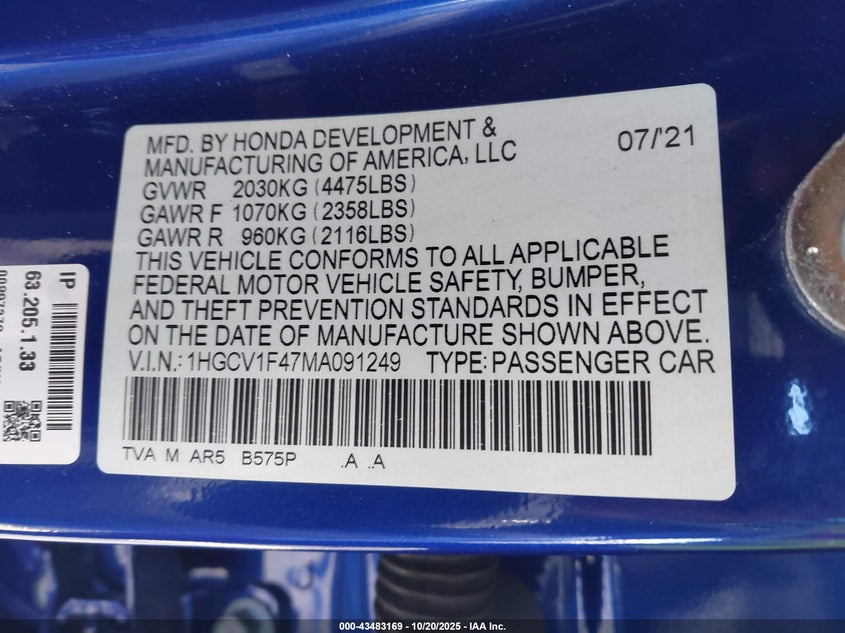 MFD. BY HONDA DEVELOPMENT &
MANUFACTURING OF AMERICA, LLC
07/'21
GVWR 2030KG (4475LBS)
GAWR F 1070KG (2358LBS)
GAWR R 960KG (2116LBS)
THIS VEHICLE CONFORMS TO ALL APPLICABLE
FEDERAL MOTOR VEHICLE SAFETY, BUMPER,
AND THEFT PREVENTION STANDARDS IN EFFECT
ON THE DATE OF MANUFACTURE SHOWN ABOVE.
V.I.N.: 1HGCV1F47MA091249 TYPE: PASSENGER CAR
TVA M AR5 B575P .A .A
IP
63.205.1.33
000-43483169 - 10/20/2025 - IAA Inc.